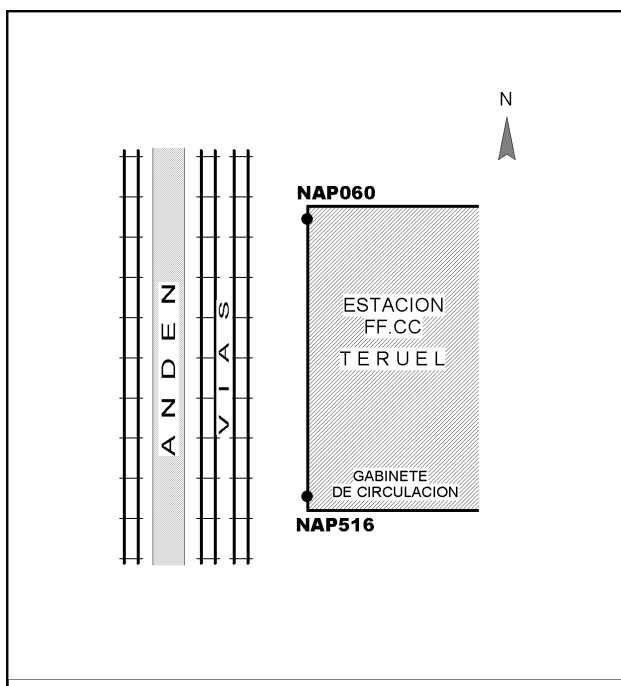 N
NAP060
ANDEN
VIAS
ESTACION
FF.CC
TERUEL
GABINETE
DE CIRCULACION
NAP516